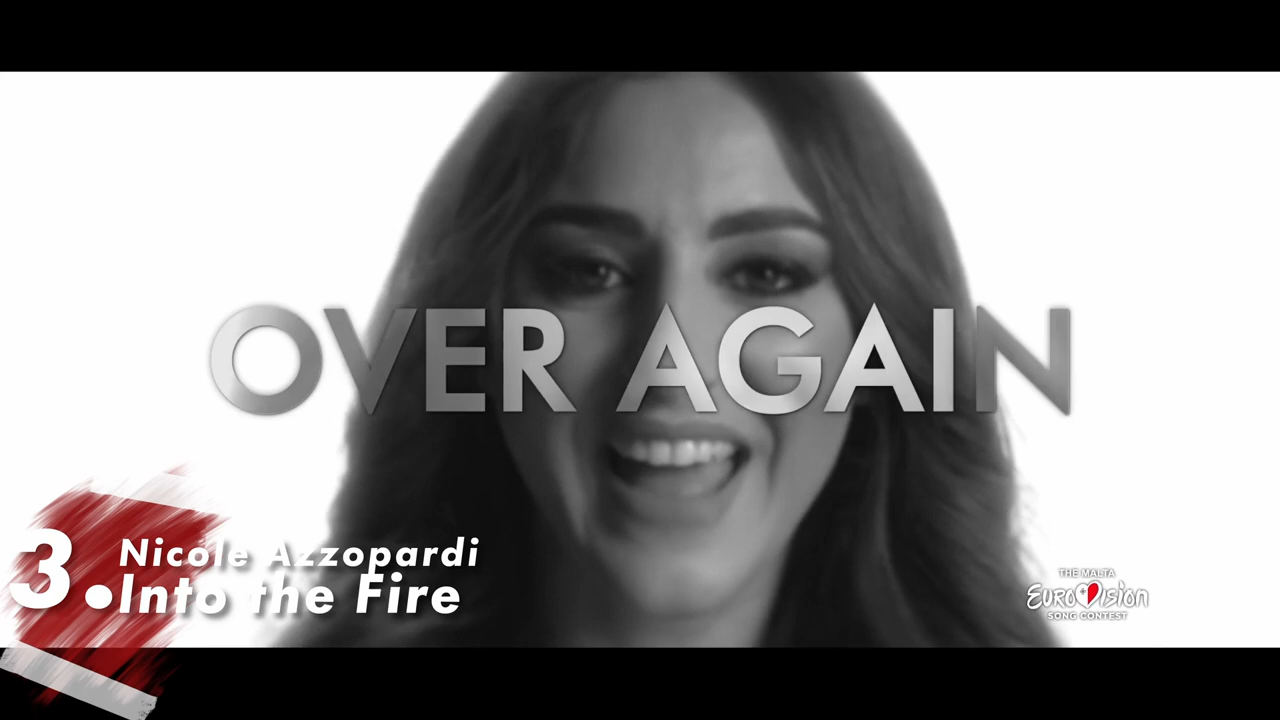 OVER AGAIN
3.
Nicole Azzopardi
Into the Fire
THE MALTA
EUROVISION
SONG CONTEST